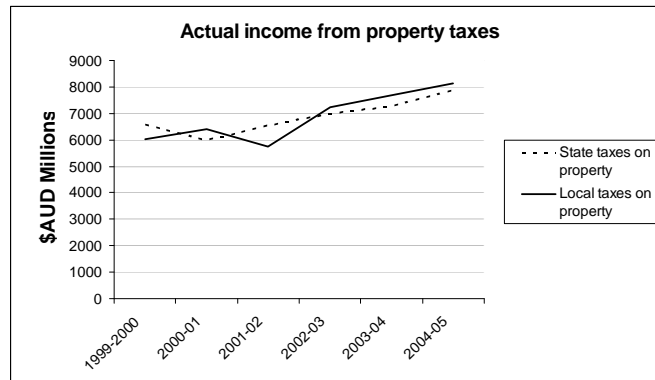 Actual income from property taxes
$AUD Millions
9000
8000
7000
6000
5000
4000
3000
2000
1000
0
1999-2000
2000-01
2001-02
2002-03
2003-04
2004-05
State taxes on
property
Local taxes on
property